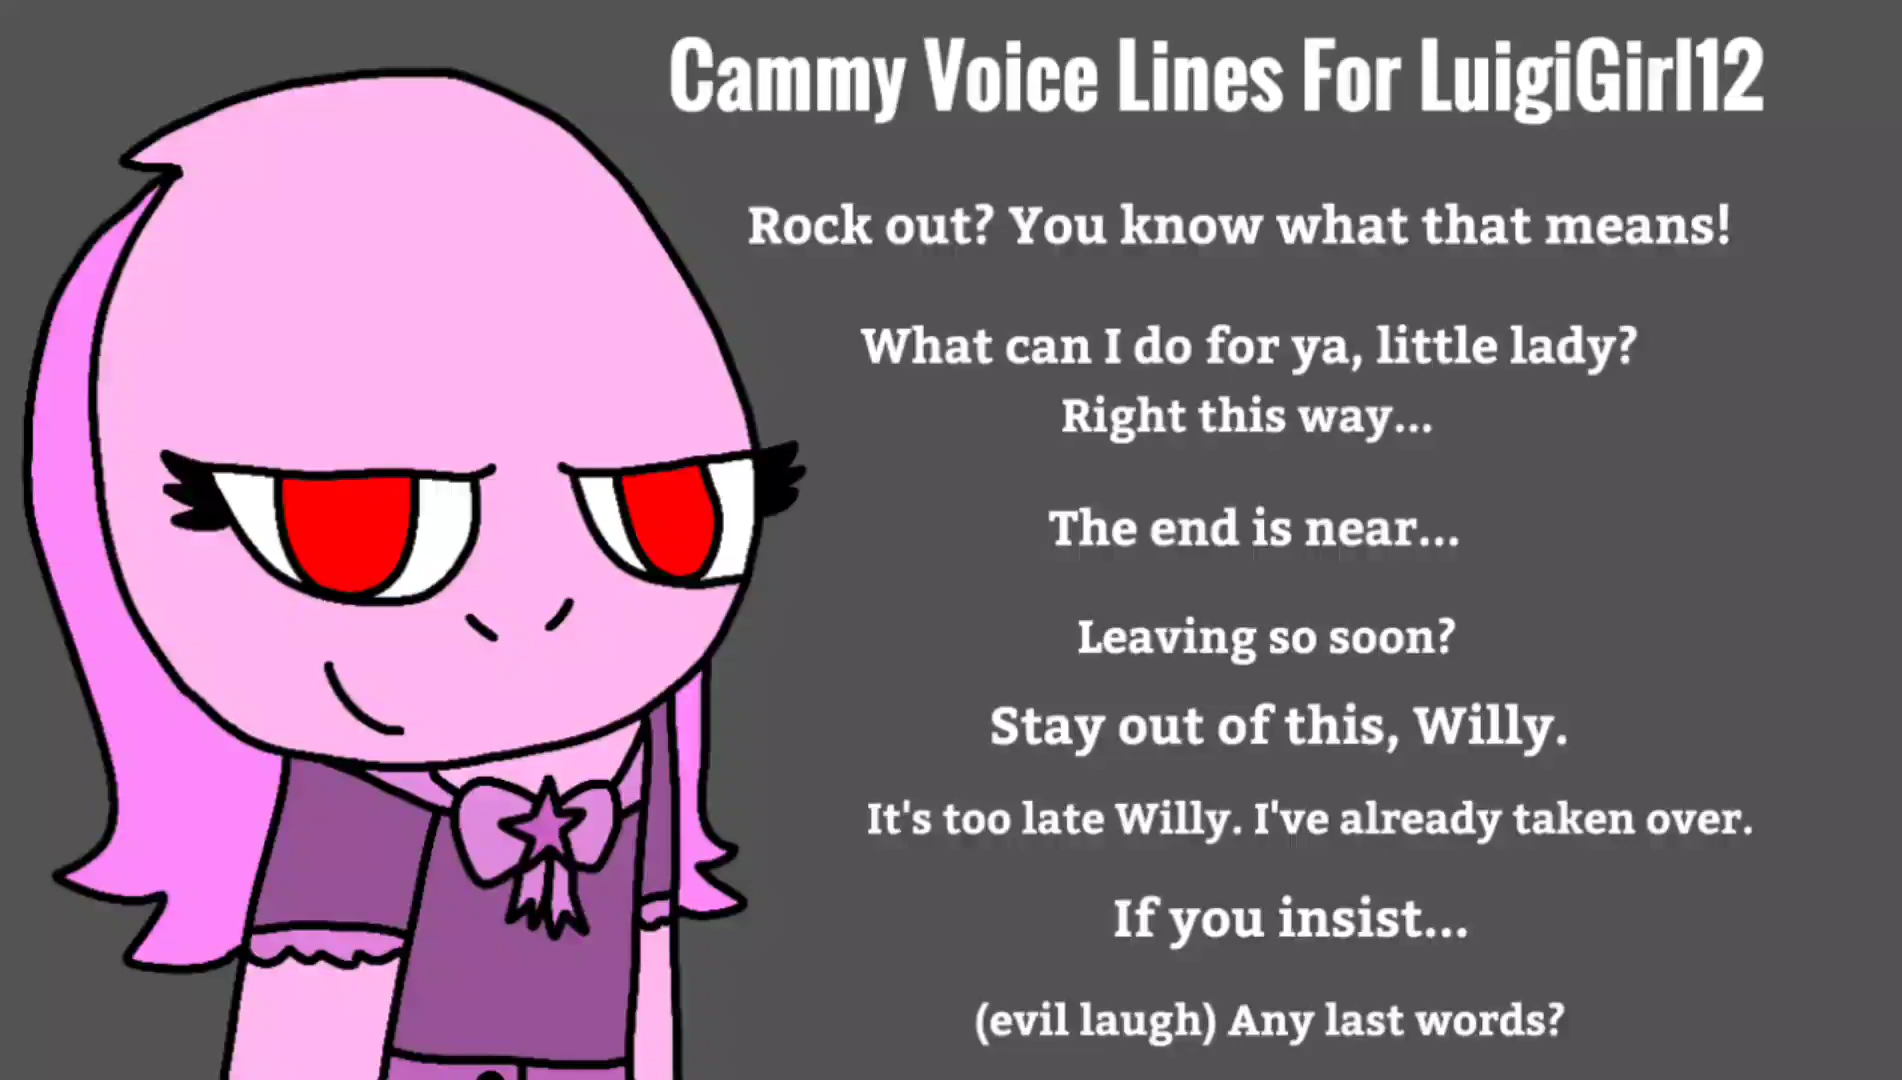 Cammy Voice Lines For LuigiGirl12
Rock out? You know what that means!
What can I do for ya, little lady?
Right this way...
The end is near...
Leaving so soon?
Stay out of this, Willy.
It's too late Willy. I've already taken over.
If you insist...
(evil laugh) Any last words?